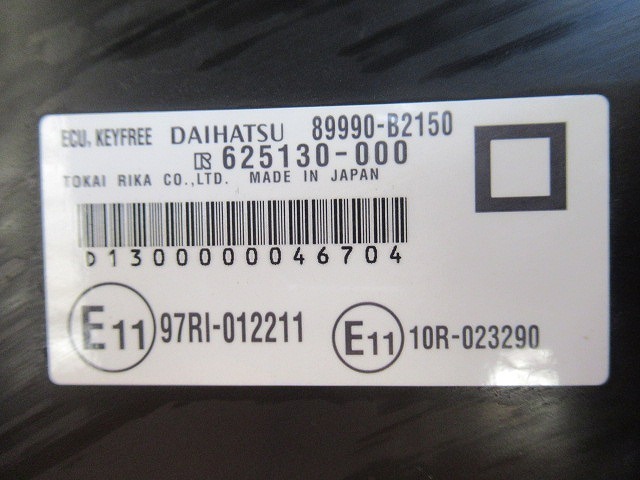 ECU, KEYFREE DAIHATSU 89990-B2150
625130-000
TOKAI RIKA CO.,LTD. MADE IN JAPAN
D1300000046704
E11 97RI-012211 E11 10R-023290